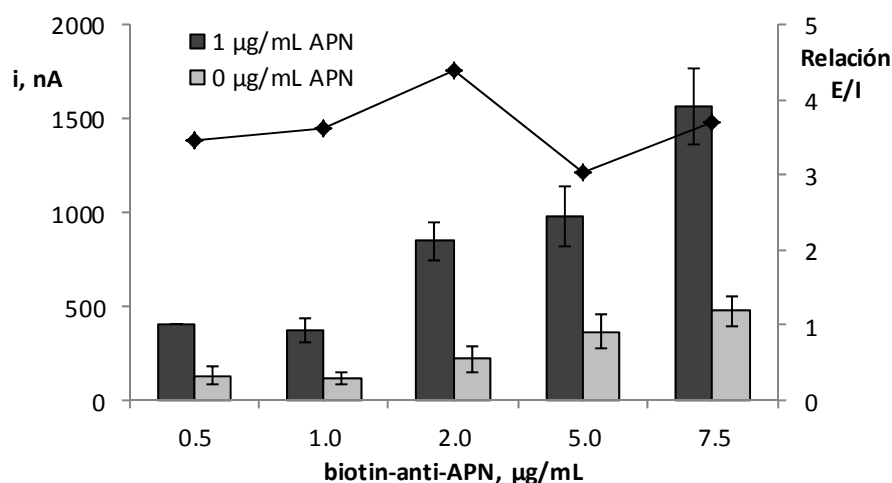 2000
1500
1000
500
0
i, nA
1 µg/mL APN
0 µg/mL APN
5
4
3
2
1
0
Relación
E/I
0.5 1.0 2.0 5.0 7.5
biotin-anti-APN, µg/mL